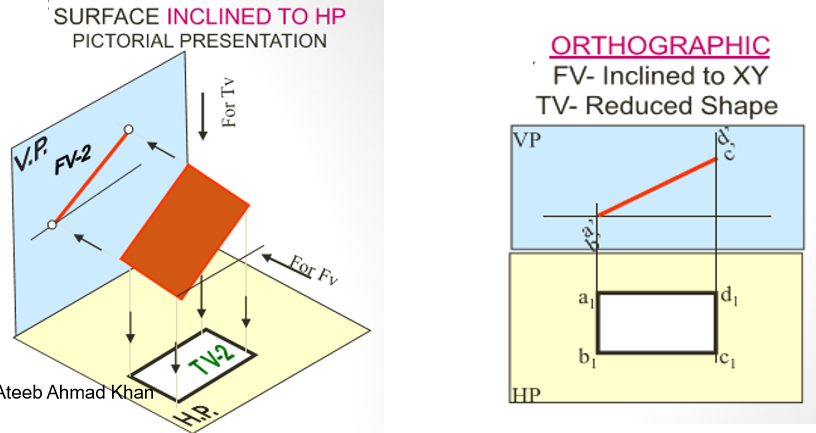 SURFACE INCLINED TO HP
PICTORIAL PRESENTATION
For Tv
V.P.
FV-2
For Fv
TV-2
Ateeb Ahmad Khan
H.P.
ORTHOGRAPHIC
FV- Inclined to XY
TV- Reduced Shape
VP
d'
c'
a'
b'
a₁
d₁
b₁
c₁
HP